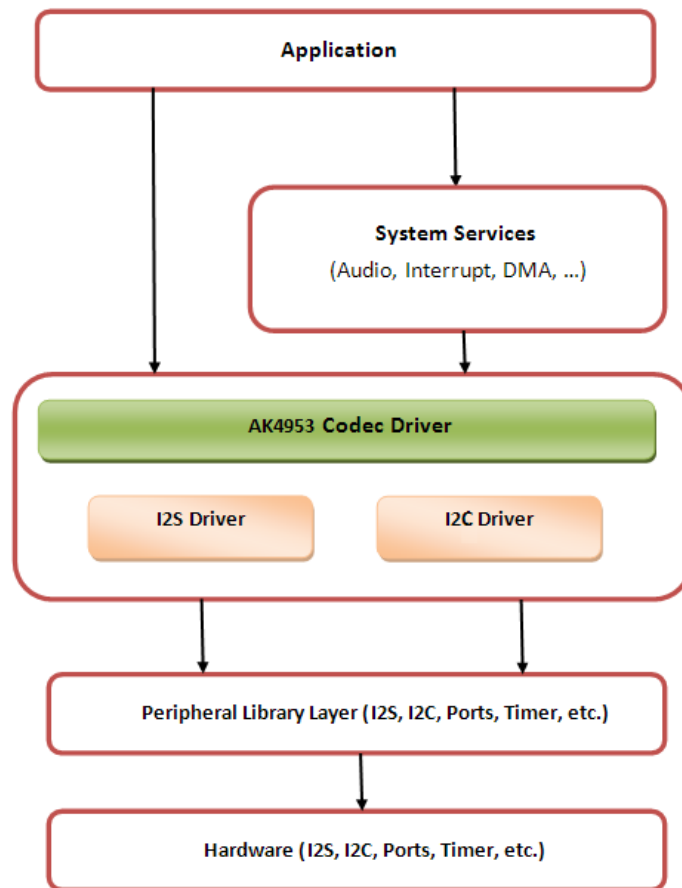 Application
System Services
(Audio, Interrupt, DMA, ...)
AK4953 Codec Driver
I2S Driver
I2C Driver
Peripheral Library Layer (I2S, I2C, Ports, Timer, etc.)
Hardware (I2S, I2C, Ports, Timer, etc.)